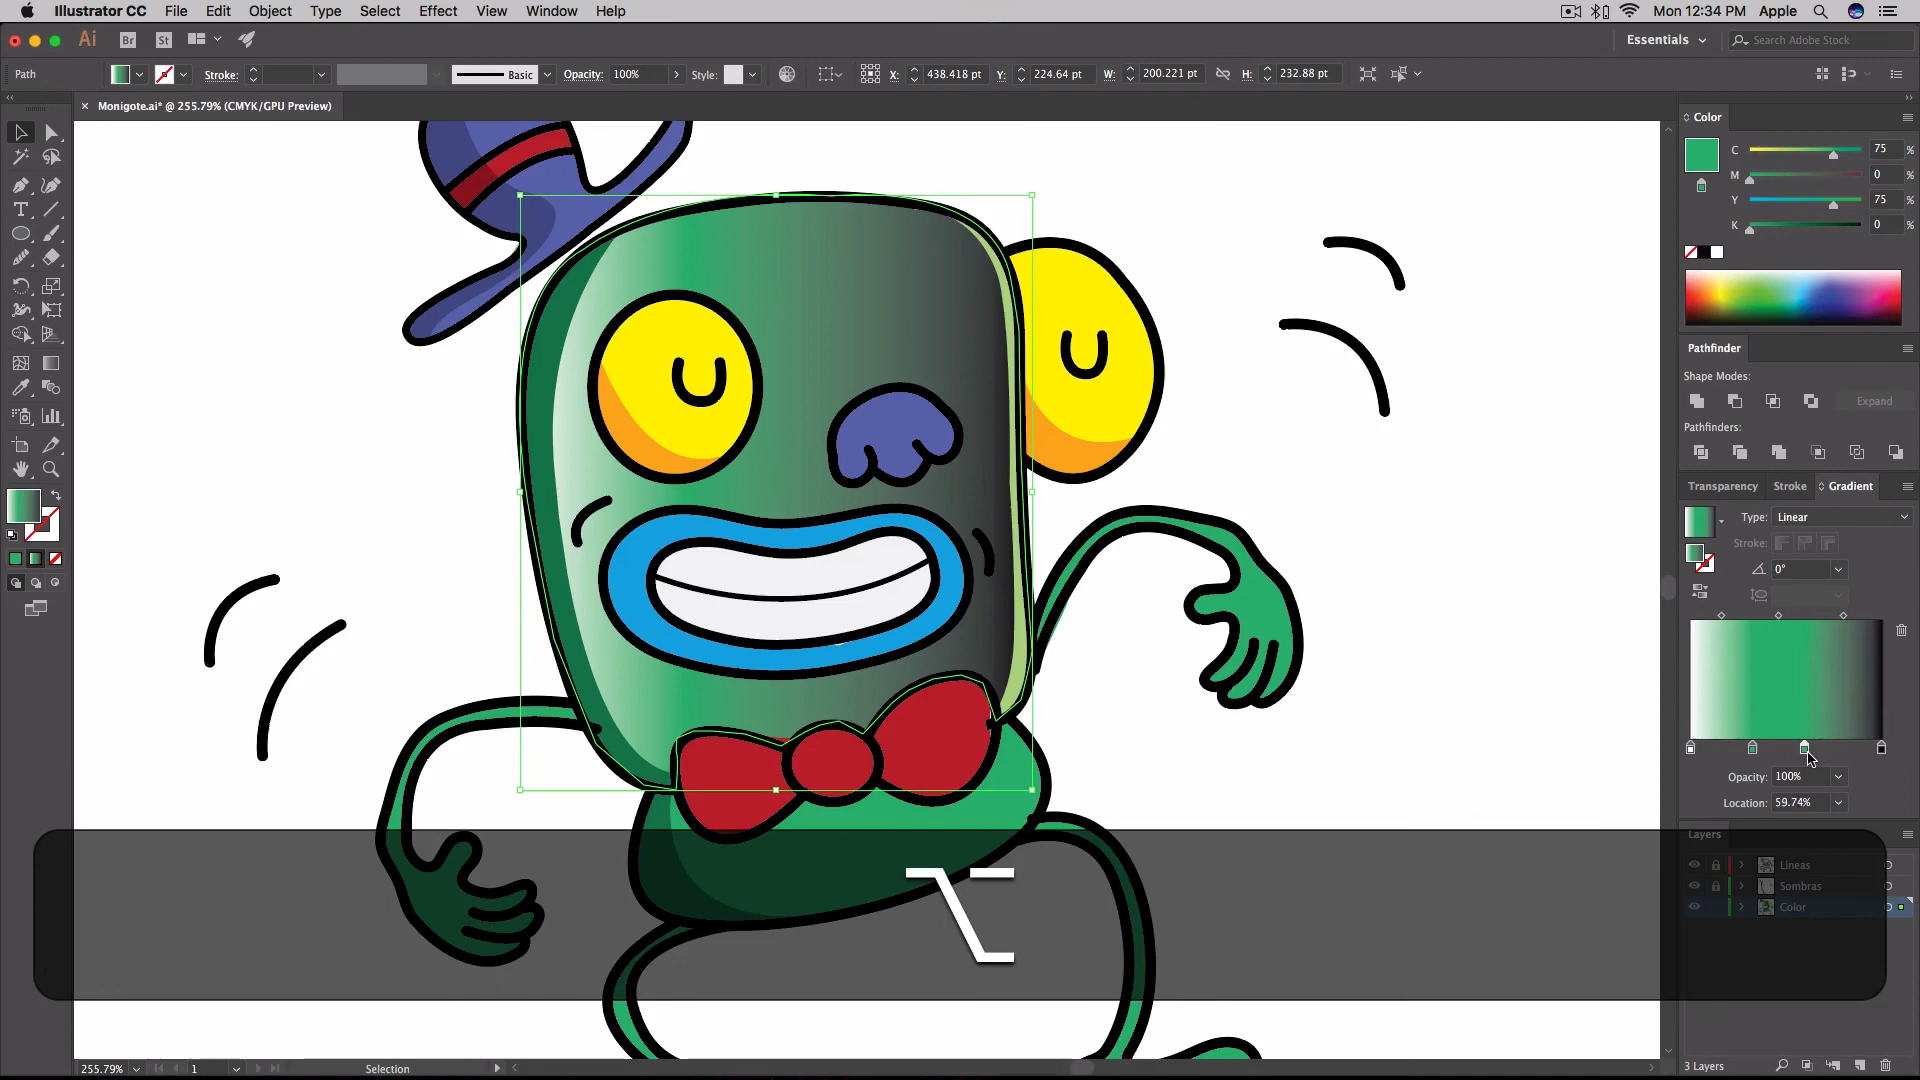 Illustrator CC File Edit Object Type Select Effect View Window Help Mon 12:34 PM Apple
Ai Br St Essentials Search Adobe Stock
Path Stroke: Basic Opacity: 100% Style: X: 438.418 pt Y: 224.64 pt W: 200.221 pt H: 232.88 pt
Monigote.ai* @ 255.79% (CMYK/GPU Preview)
Color
C 75 %
M 0 %
Y 75 %
K 0 %
Pathfinder
Shape Modes:
Expand
Pathfinders:
Transparency Stroke Gradient
Type: Linear
Stroke:
0°
Opacity: 100%
Location: 59.74%
Layers
Lineas
Sombras
Color
3 Layers
255.79% 1 Selection